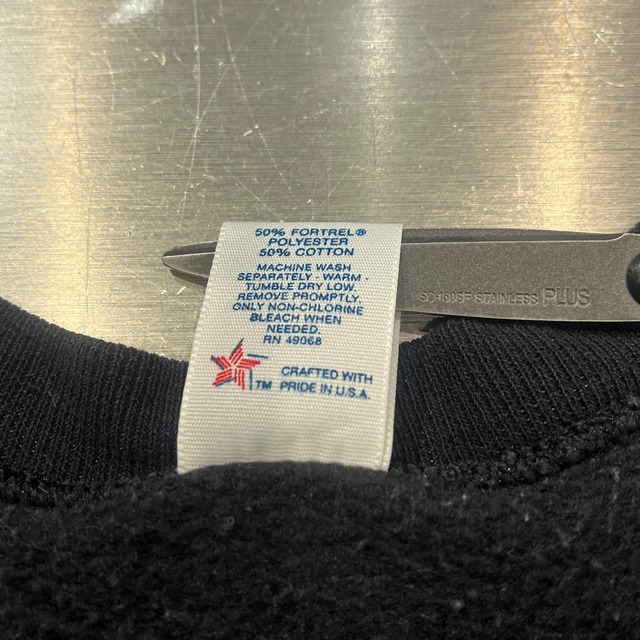 50% FORTREL®
POLYESTER
50% COTTON
MACHINE WASH
SEPARATELY - WARM -
TUMBLE DRY LOW.
REMOVE PROMPTLY.
ONLY NON-CHLORINE
BLEACH WHEN
NEEDED.
RN 49068
CRAFTED WITH
™ PRIDE IN U.S.A.
STAINLESS PLUS